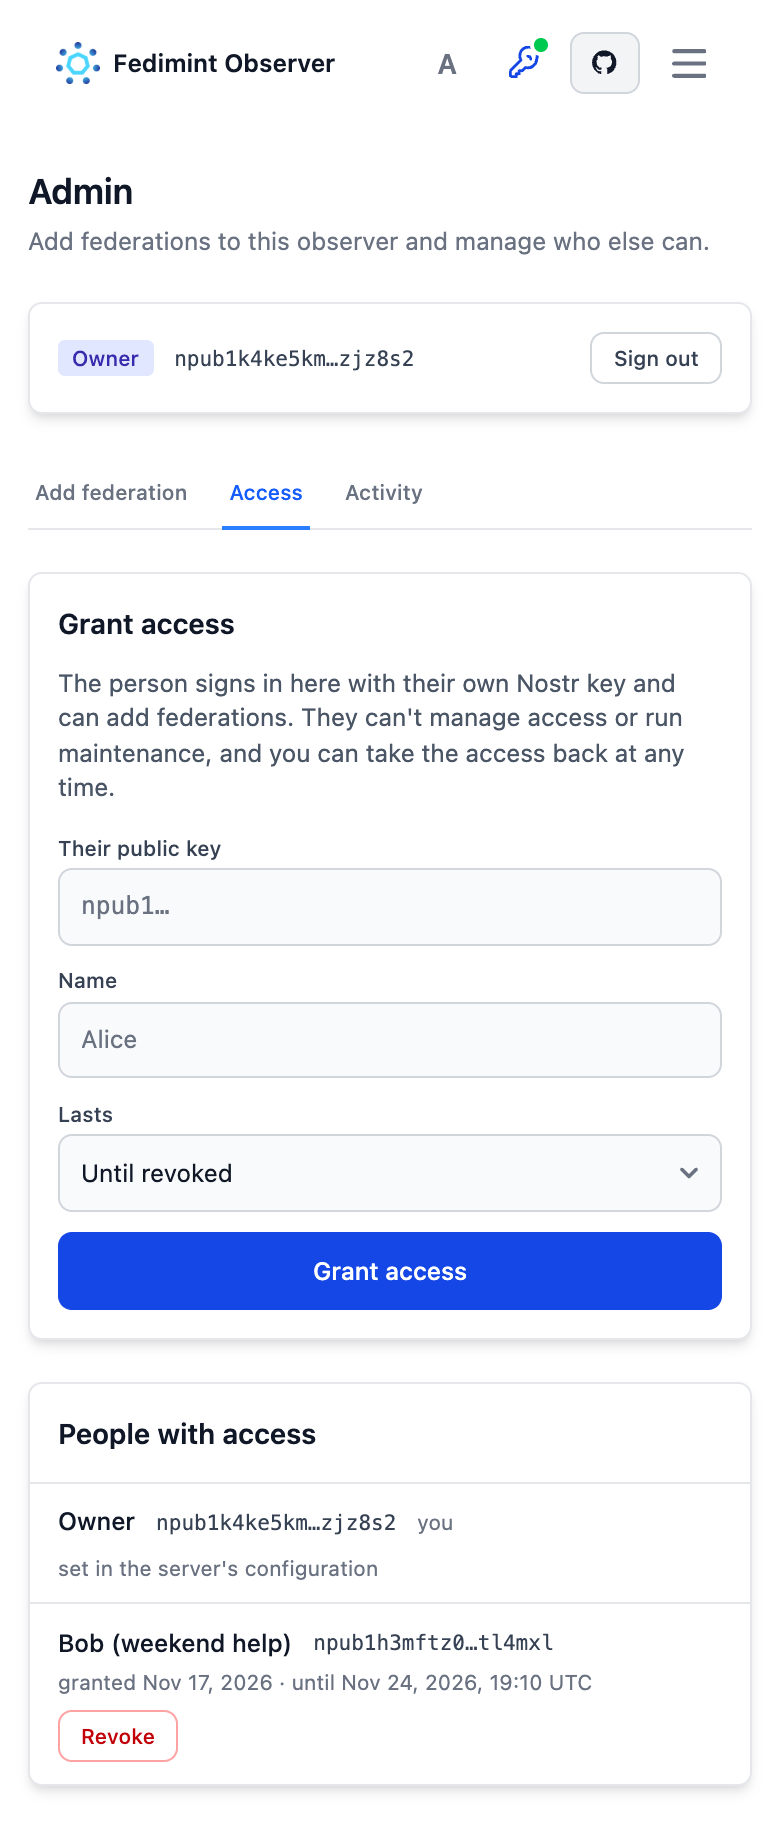 Fedimint Observer
A
Admin
Add federations to this observer and manage who else can.
Owner npub1k4ke5km…zjz8s2 Sign out
Add federation Access Activity
Grant access
The person signs in here with their own Nostr key and
can add federations. They can't manage access or run
maintenance, and you can take the access back at any
time.
Their public key
npub1…
Name
Alice
Lasts
Until revoked
Grant access
People with access
Owner npub1k4ke5km…zjz8s2 you
set in the server's configuration
Bob (weekend help) npub1h3mftz0…tl4mxl
granted Nov 17, 2026 · until Nov 24, 2026, 19:10 UTC
Revoke